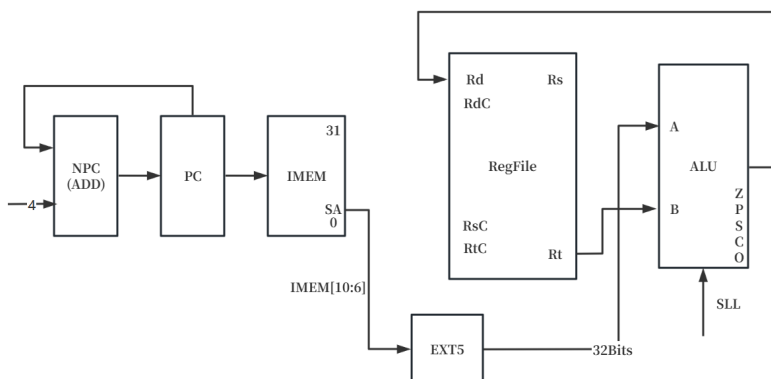 Rd
Rs
RdC
31
A
NPC
(ADD)
PC
IMEM
RegFile
ALU
4
SA
0
RsC
RtC
Rt
B
Z
P
S
C
O
IMEM[10:6]
SLL
EXT5
32Bits